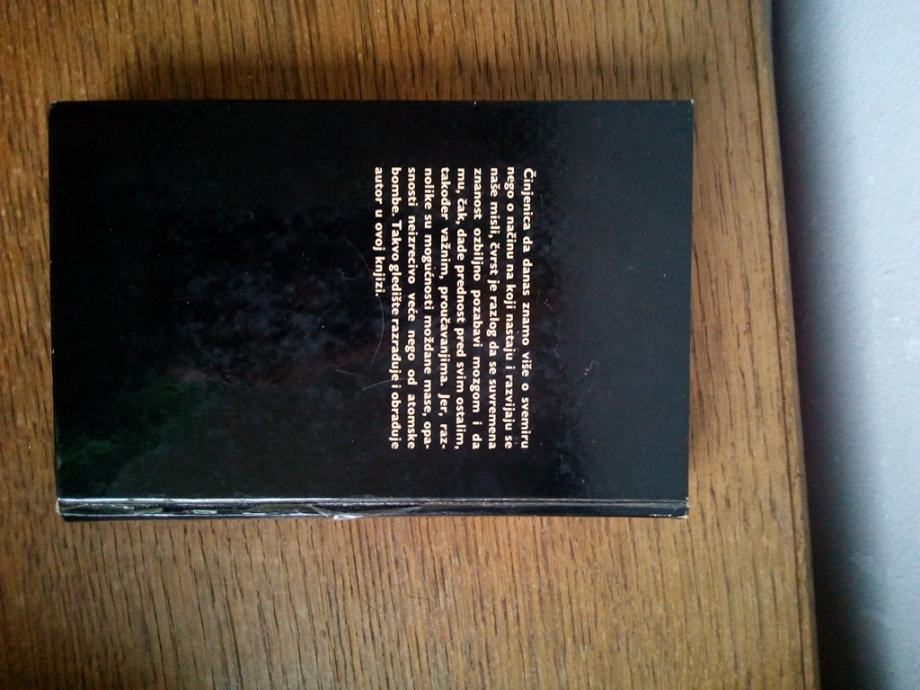 Činjenica da danas znamo više o svemiru
nego o načinu na koji nastaju i razvijaju se
naše misli, čvrst je razlog da se suvremena
znanost ozbiljno pozabavi mozgom i da
mu, čak, dade prednost pred svim ostalim,
također važnim, proučavanjima. Jer, raz-
nolike su mogućnosti moždane mase, opa-
snosti neizrecivo veće nego od atomske
bombe. Takvo gledište razrađuje i obrađuje
autor u ovoj knjizi.